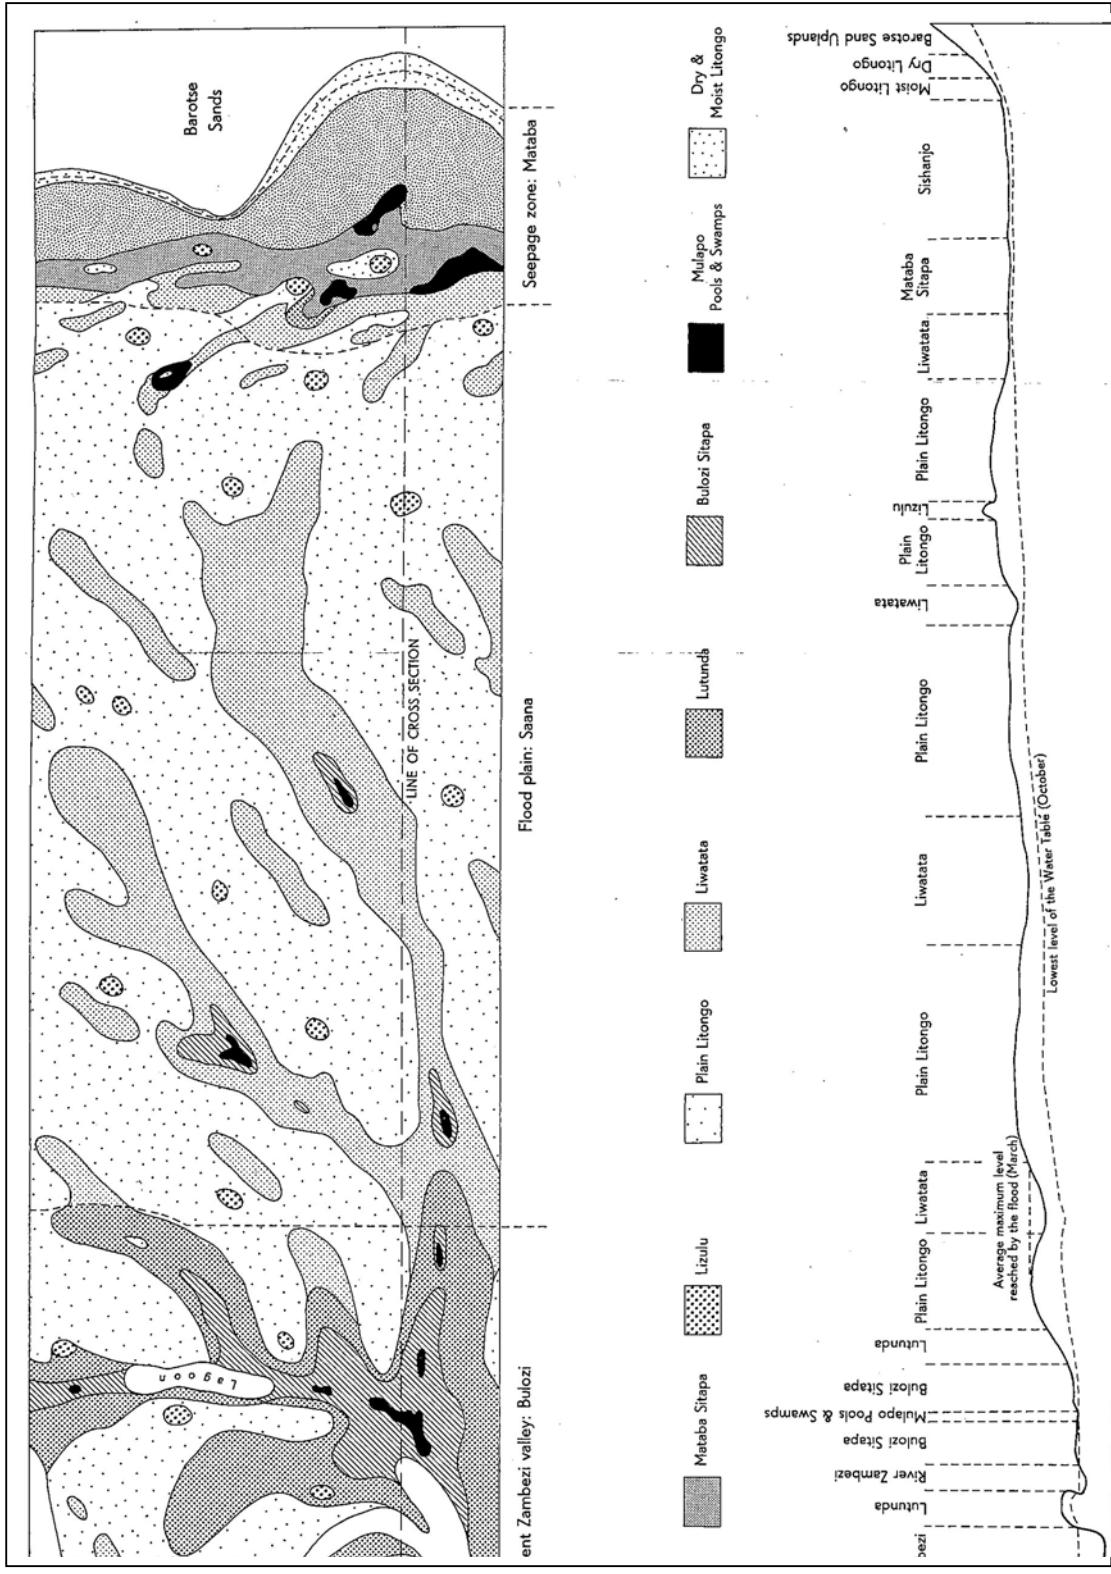 Barotse
Sands
LINE OF CROSS SECTION
Lagoon
ent Zambezi valley: Bulozi
Flood plain: Saana
Seepage zone: Mataba
Mataba Sitapa
Lizulu
Plain Litongo
Liwatata
Lutunda
Bulozi Sitapa
Mulapo
Pools & Swamps
Dry &
Moist Litongo
bezi
Lutunda
River Zambezi
Bulozi Sitapa
Mulapo Pools & Swamps
Bulozi Sitapa
Lutunda
Plain Litongo
Liwatata
Plain Litongo
Liwatata
Plain Litongo
Liwatata
Plain
Litongo
Lizulu
Plain Litongo
Liwatata
Mataba
Sitapa
Sishanjo
Moist Litongo
Dry Litongo
Barotse Sand Uplands
Average maximum level
reached by the flood (March)
Lowest level of the Water Table (October)